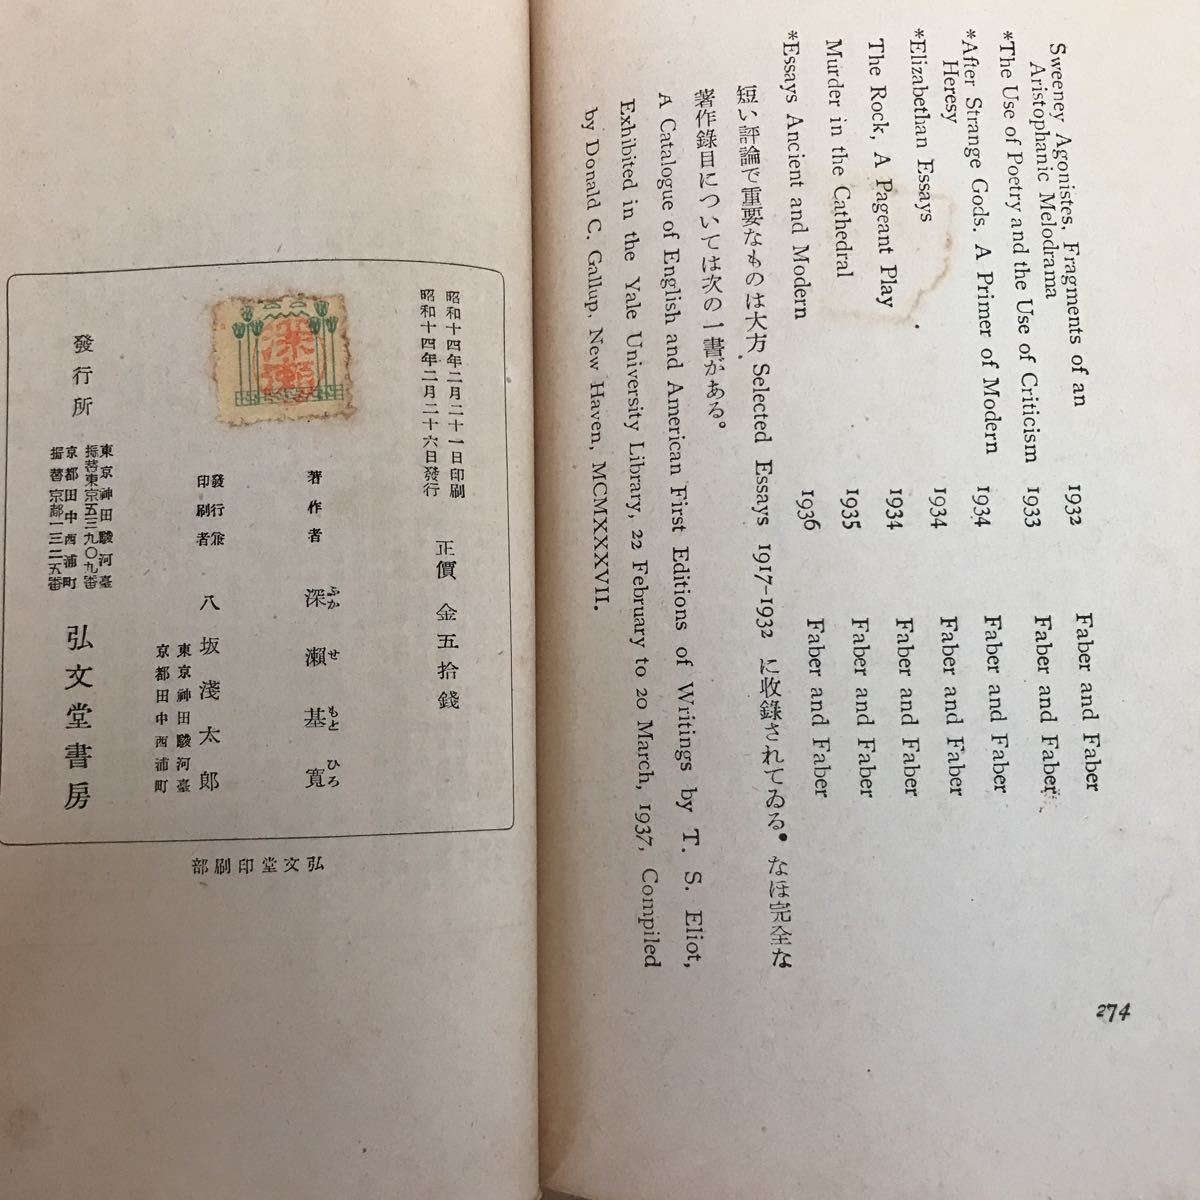 Sweeney Agonistes, Fragments of an
Aristophanic Melodrama 1932 Faber and Faber
*The Use of Poetry and the Use of Criticism 1933 Faber and Faber
*After Strange Gods. A Primer of Modern
Heresy 1934 Faber and Faber
*Elizabethan Essays 1934 Faber and Faber
The Rock, A Pageant Play 1934 Faber and Faber
Murder in the Cathedral 1935 Faber and Faber
*Essays Ancient and Modern 1936 Faber and Faber
短い評論で重要なものは大方 Selected Essays 1917-1932 に收錄されてゐる。なほ完全な
著作錄目については次の一書がある。
A Catalogue of English and American First Editions of Writings by T. S. Eliot,
Exhibited in the Yale University Library, 22 February to 20 March, 1937, Compiled
by Donald C. Gallup. New Haven, MCMXXXVII.
274
昭和十四年二月二十一日印刷
昭和十四年二月二十六日發行
正價 金五拾錢
深瀨
著作者 深瀨基寬
ふか せ もと ひろ
發行兼
印刷者 八坂淺太郎
東京神田駿河臺
京都田中西浦町
發行所
東京神田駿河臺
振替東京五三九〇九番
京都田中西浦町
振替京都一三二五番
弘文堂書房
弘文堂印刷部